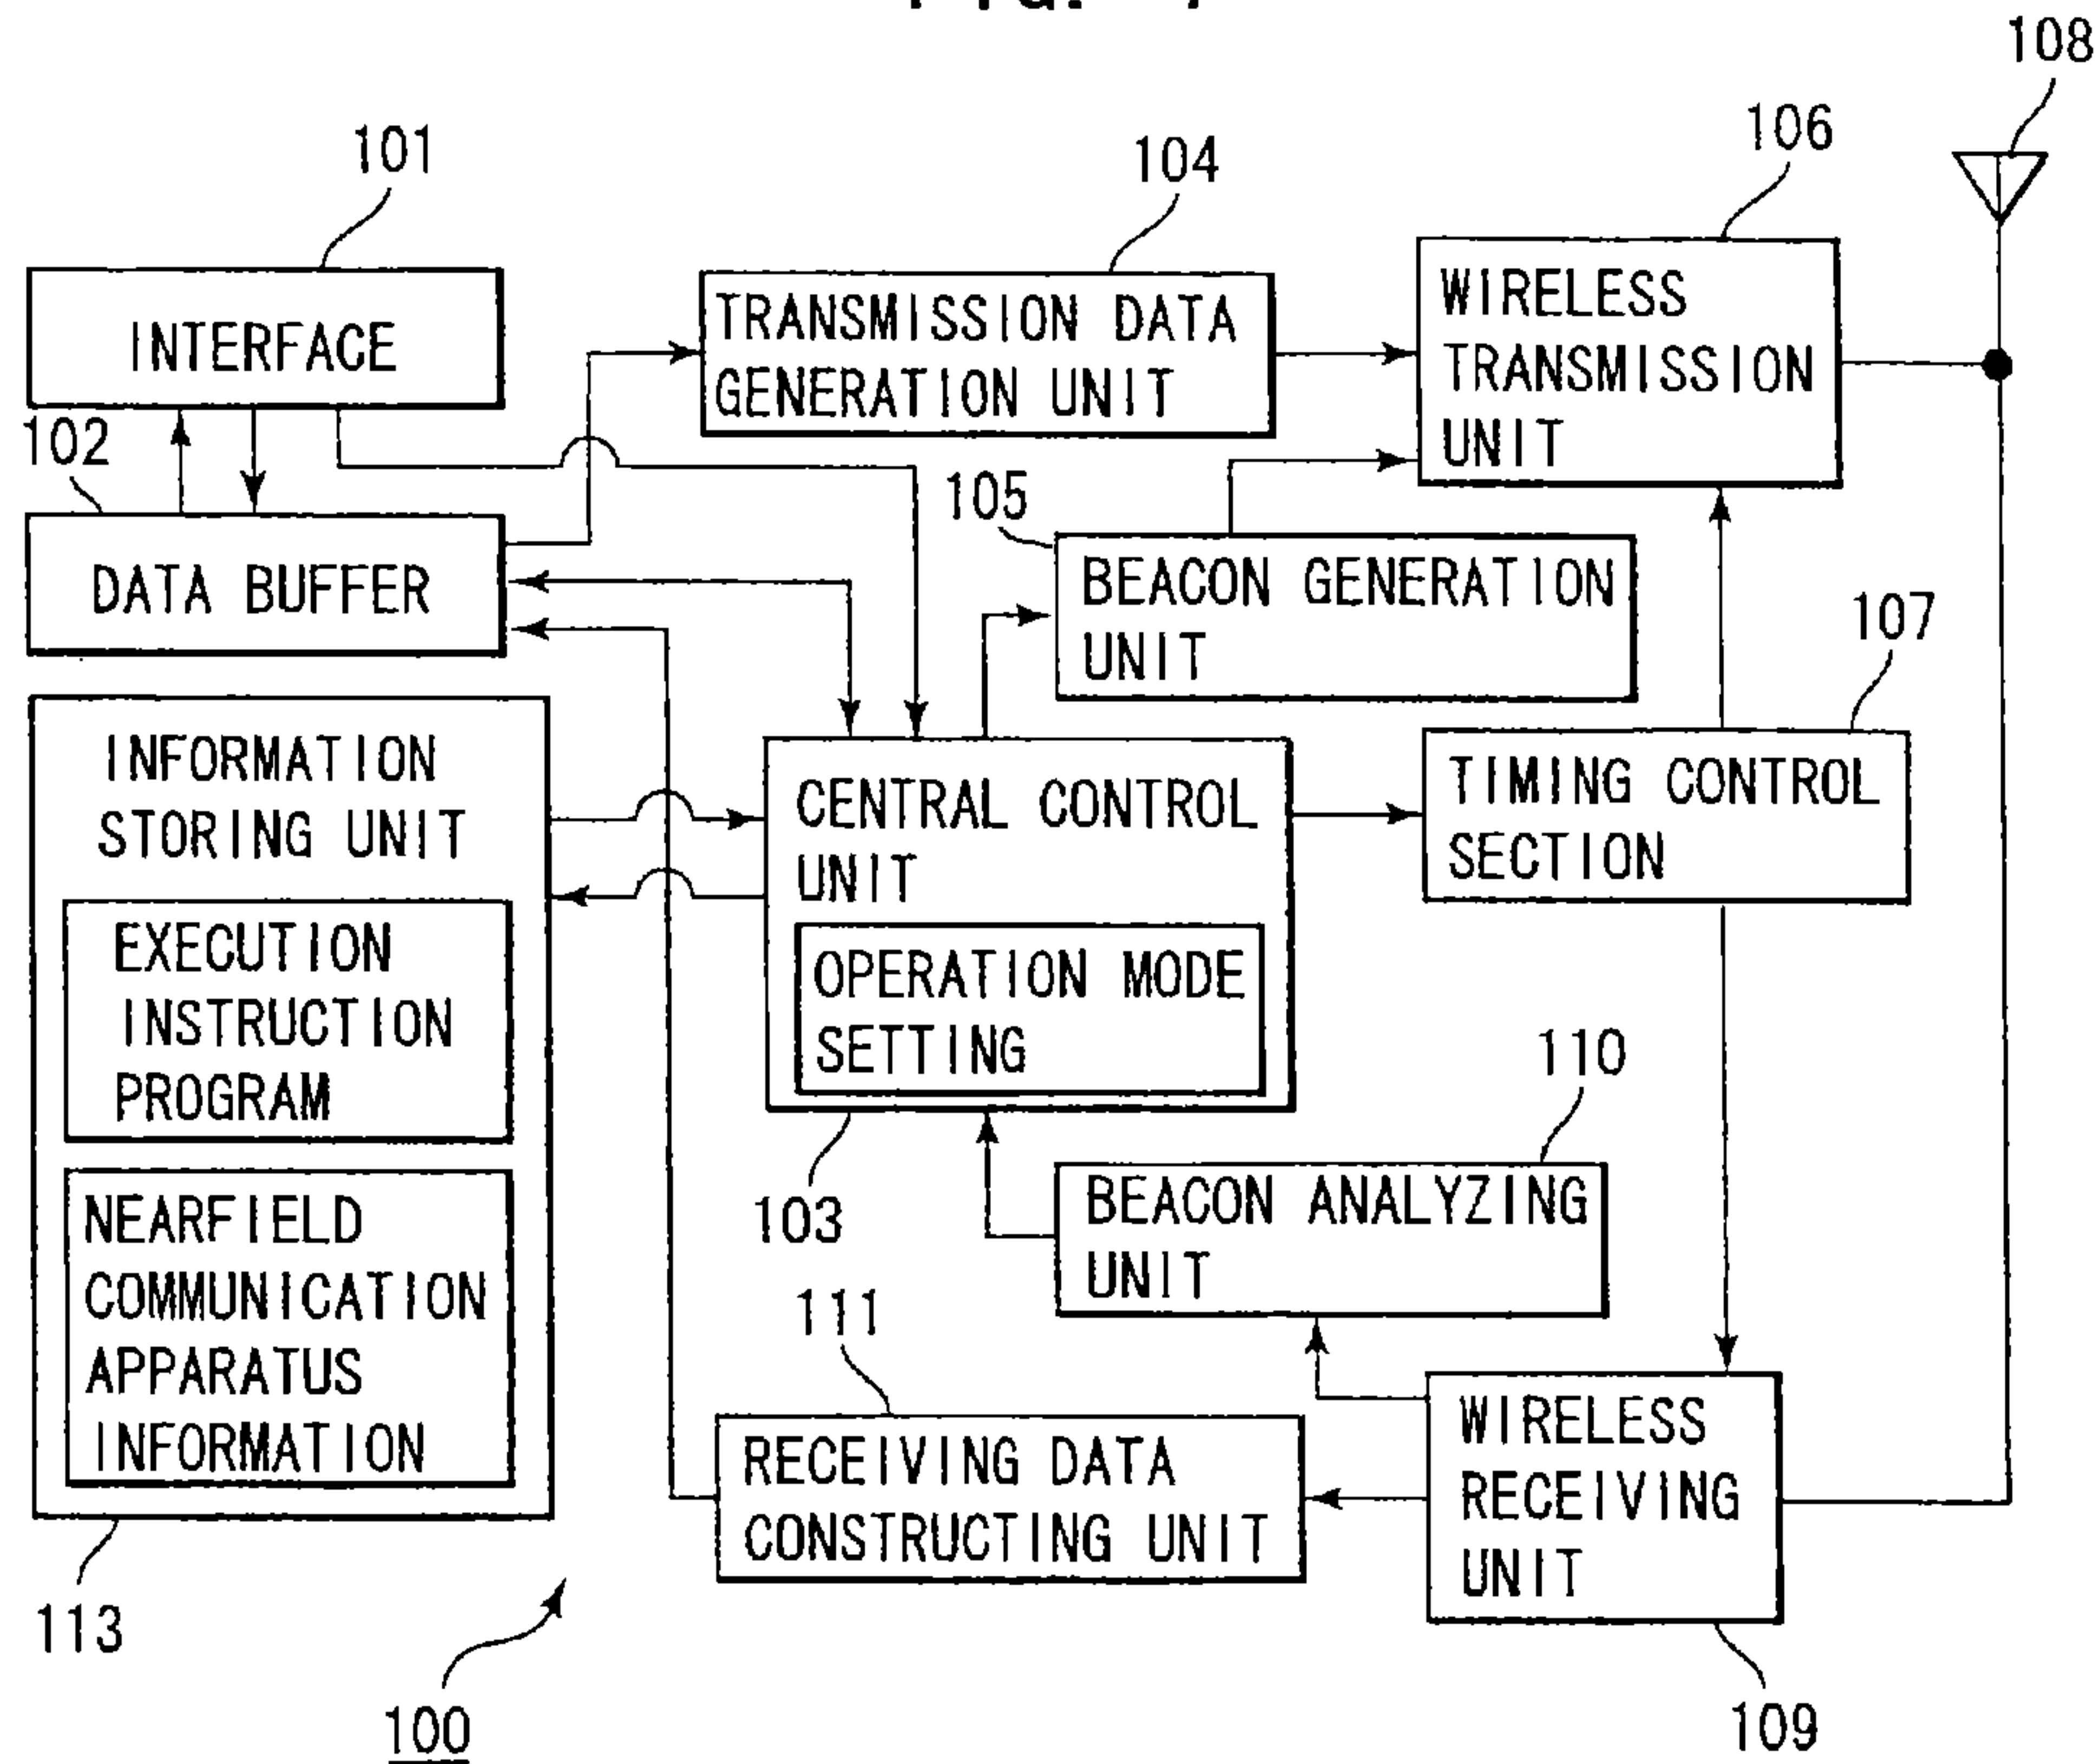 108
106
101
104
INTERFACE
TRANSMISSION DATA
GENERATION UNIT
WIRELESS
TRANSMISSION
UNIT
102
105
DATA BUFFER
BEACON GENERATION
UNIT
107
INFORMATION
STORING UNIT
CENTRAL CONTROL
UNIT
TIMING CONTROL
SECTION
EXECUTION
INSTRUCTION
PROGRAM
OPERATION MODE
SETTING
110
NEARFIELD
COMMUNICATION
APPARATUS
INFORMATION
103
BEACON ANALYZING
UNIT
111
RECEIVING DATA
CONSTRUCTING UNIT
WIRELESS
RECEIVING
UNIT
113
100
109